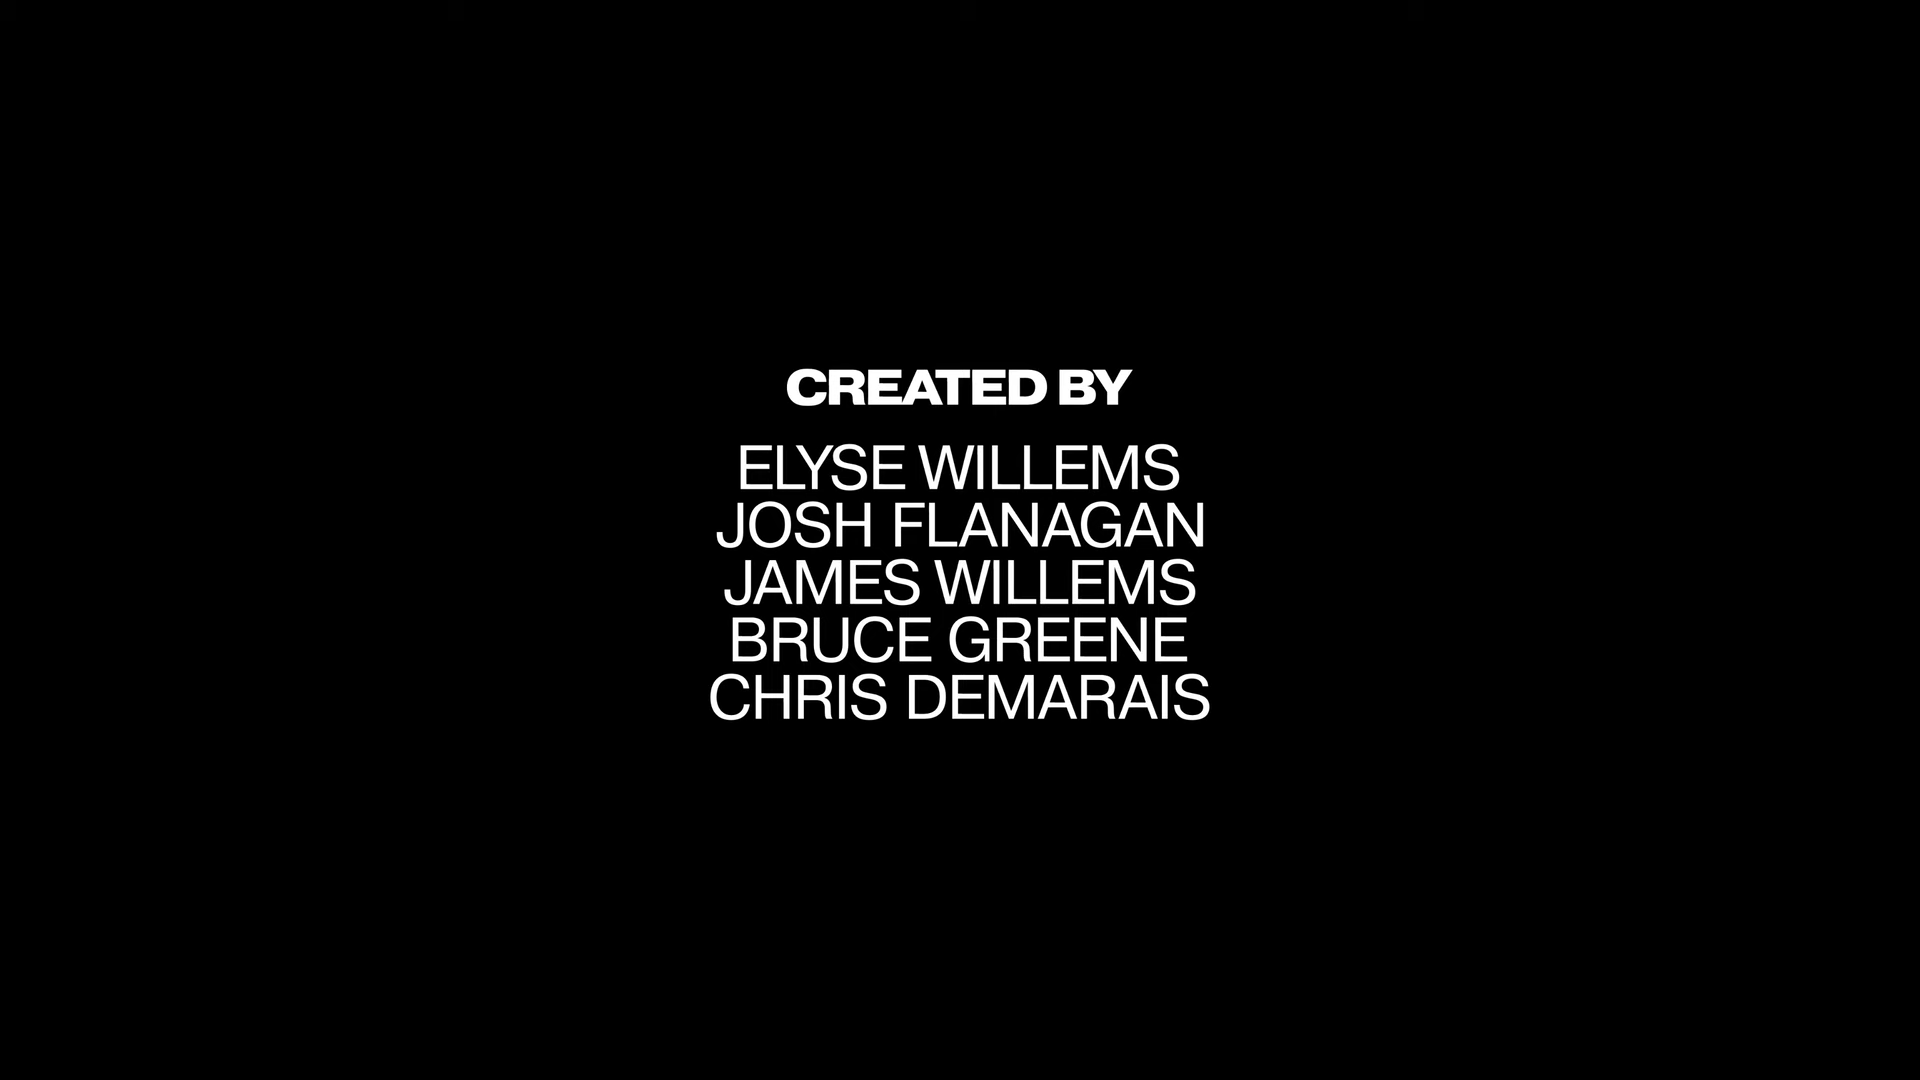 CREATED BY
ELYSE WILLEMS
JOSH FLANAGAN
JAMES WILLEMS
BRUCE GREENE
CHRIS DEMARAIS